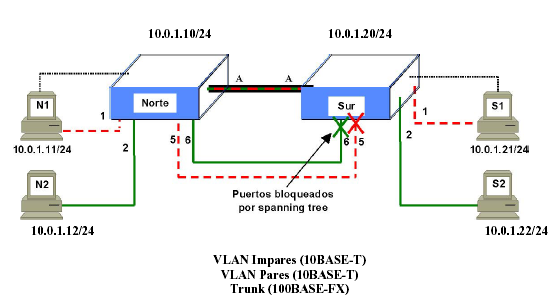 10.0.1.10/24
10.0.1.20/24
A
A
N1
Norte
Sur
S1
1
1
10.0.1.11/24
10.0.1.21/24
2
5
6
6
5
2
N2
S2
Puertos bloqueados
por spanning tree
10.0.1.12/24
10.0.1.22/24
VLAN Impares (10BASE-T)
VLAN Pares (10BASE-T)
Trunk (100BASE-FX)